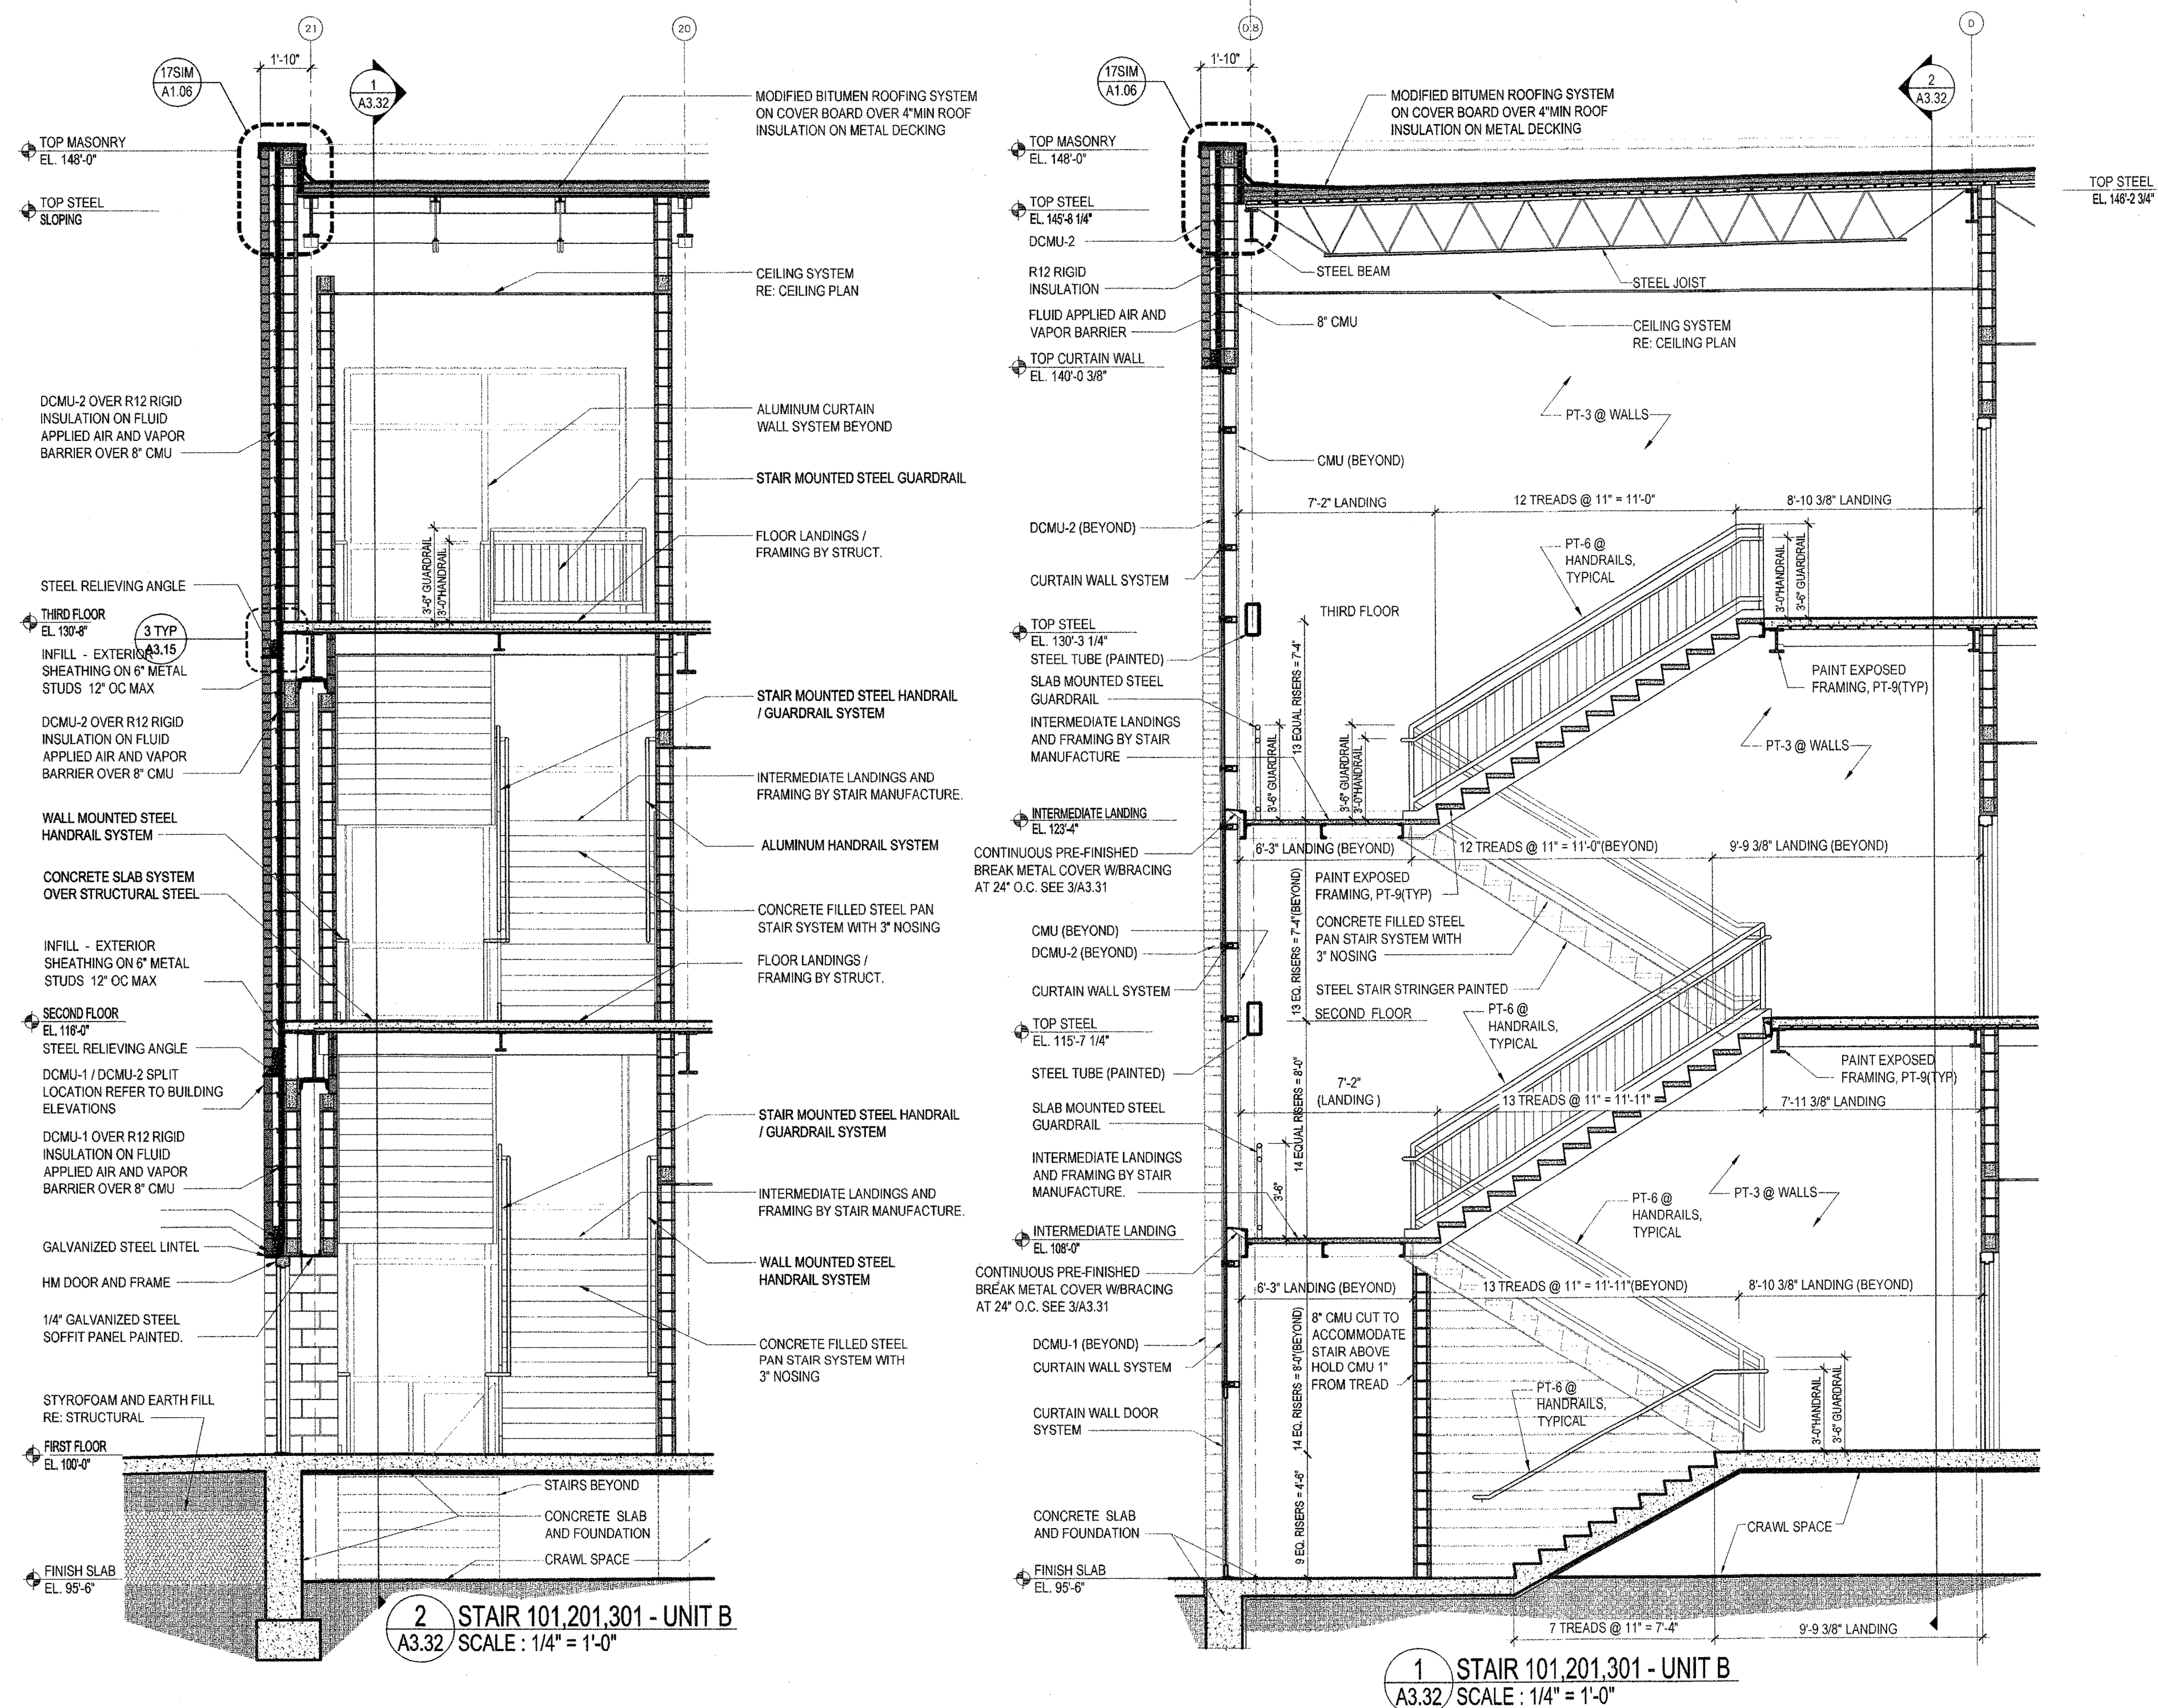 21
20
1'-10"
17SIM
A1.06
1
A3.32
MODIFIED BITUMEN ROOFING SYSTEM
ON COVER BOARD OVER 4"MIN ROOF
INSULATION ON METAL DECKING
TOP MASONRY
EL. 148'-0"
TOP STEEL
SLOPING
CEILING SYSTEM
RE: CEILING PLAN
DCMU-2 OVER R12 RIGID
INSULATION ON FLUID
APPLIED AIR AND VAPOR
BARRIER OVER 8" CMU
ALUMINUM CURTAIN
WALL SYSTEM BEYOND
STAIR MOUNTED STEEL GUARDRAIL
3'-6" GUARDRAIL
3'-0"HANDRAIL
FLOOR LANDINGS /
FRAMING BY STRUCT.
STEEL RELIEVING ANGLE
THIRD FLOOR
EL. 130'-8"
3 TYP
A3.15
INFILL - EXTERIOR
SHEATHING ON 6" METAL
STUDS 12" OC MAX
STAIR MOUNTED STEEL HANDRAIL
/ GUARDRAIL SYSTEM
DCMU-2 OVER R12 RIGID
INSULATION ON FLUID
APPLIED AIR AND VAPOR
BARRIER OVER 8" CMU
INTERMEDIATE LANDINGS AND
FRAMING BY STAIR MANUFACTURE.
WALL MOUNTED STEEL
HANDRAIL SYSTEM
ALUMINUM HANDRAIL SYSTEM
CONCRETE SLAB SYSTEM
OVER STRUCTURAL STEEL
CONCRETE FILLED STEEL PAN
STAIR SYSTEM WITH 3" NOSING
INFILL - EXTERIOR
SHEATHING ON 6" METAL
STUDS 12" OC MAX
FLOOR LANDINGS /
FRAMING BY STRUCT.
SECOND FLOOR
EL. 116'-0"
STEEL RELIEVING ANGLE
DCMU-1 / DCMU-2 SPLIT
LOCATION REFER TO BUILDING
ELEVATIONS
STAIR MOUNTED STEEL HANDRAIL
/ GUARDRAIL SYSTEM
DCMU-1 OVER R12 RIGID
INSULATION ON FLUID
APPLIED AIR AND VAPOR
BARRIER OVER 8" CMU
INTERMEDIATE LANDINGS AND
FRAMING BY STAIR MANUFACTURE.
GALVANIZED STEEL LINTEL
WALL MOUNTED STEEL
HANDRAIL SYSTEM
HM DOOR AND FRAME
1/4" GALVANIZED STEEL
SOFFIT PANEL PAINTED.
CONCRETE FILLED STEEL
PAN STAIR SYSTEM WITH
3" NOSING
STYROFOAM AND EARTH FILL
RE: STRUCTURAL
FIRST FLOOR
EL. 100'-0"
STAIRS BEYOND
CONCRETE SLAB
AND FOUNDATION
CRAWL SPACE
FINISH SLAB
EL. 95'-6"
2
A3.32
STAIR 101,201,301 - UNIT B
SCALE : 1/4" = 1'-0"
D.8
D
1'-10"
17SIM
A1.06
2
A3.32
MODIFIED BITUMEN ROOFING SYSTEM
ON COVER BOARD OVER 4"MIN ROOF
INSULATION ON METAL DECKING
TOP MASONRY
EL. 148'-0"
TOP STEEL
EL. 146'-2 3/4"
TOP STEEL
EL. 145'-8 1/4"
DCMU-2
R12 RIGID
INSULATION
STEEL BEAM
STEEL JOIST
FLUID APPLIED AIR AND
VAPOR BARRIER
8" CMU
CEILING SYSTEM
RE: CEILING PLAN
TOP CURTAIN WALL
EL. 140'-0 3/8"
PT-3 @ WALLS
CMU (BEYOND)
7'-2" LANDING
12 TREADS @ 11" = 11'-0"
8'-10 3/8" LANDING
DCMU-2 (BEYOND)
PT-6 @
HANDRAILS,
TYPICAL
3'-0"HANDRAIL
3'-6" GUARDRAIL
CURTAIN WALL SYSTEM
THIRD FLOOR
TOP STEEL
EL. 130'-3 1/4"
STEEL TUBE (PAINTED)
SLAB MOUNTED STEEL
GUARDRAIL
PAINT EXPOSED
FRAMING, PT-9(TYP)
INTERMEDIATE LANDINGS
AND FRAMING BY STAIR
MANUFACTURE
13 EQUAL RISERS = 7'-4"
3'-6" GUARDRAIL
3'-6" GUARDRAIL
3'-0"HANDRAIL
PT-3 @ WALLS
INTERMEDIATE LANDING
EL. 123'-4"
CONTINUOUS PRE-FINISHED
BREAK METAL COVER W/BRACING
AT 24" O.C. SEE 3/A3.31
6'-3" LANDING (BEYOND)
12 TREADS @ 11" = 11'-0"(BEYOND)
9'-9 3/8" LANDING (BEYOND)
PAINT EXPOSED
FRAMING, PT-9(TYP)
13 EQ. RISERS = 7'-4"(BEYOND)
CONCRETE FILLED STEEL
PAN STAIR SYSTEM WITH
3" NOSING
CMU (BEYOND)
DCMU-2 (BEYOND)
CURTAIN WALL SYSTEM
STEEL STAIR STRINGER PAINTED
SECOND FLOOR
PT-6 @
HANDRAILS,
TYPICAL
TOP STEEL
EL. 115'-7 1/4"
STEEL TUBE (PAINTED)
PAINT EXPOSED
FRAMING, PT-9(TYP)
7'-2"
(LANDING )
13 TREADS @ 11" = 11'-11"
7'-11 3/8" LANDING
SLAB MOUNTED STEEL
GUARDRAIL
14 EQUAL RISERS = 8'-0"
INTERMEDIATE LANDINGS
AND FRAMING BY STAIR
MANUFACTURE.
3'-6"
PT-3 @ WALLS
PT-6 @
HANDRAILS,
TYPICAL
INTERMEDIATE LANDING
EL. 108'-0"
CONTINUOUS PRE-FINISHED
BREAK METAL COVER W/BRACING
AT 24" O.C. SEE 3/A3.31
6'-3" LANDING (BEYOND)
13 TREADS @ 11" = 11'-11"(BEYOND)
8'-10 3/8" LANDING (BEYOND)
8" CMU CUT TO
ACCOMMODATE
STAIR ABOVE
HOLD CMU 1"
FROM TREAD
DCMU-1 (BEYOND)
CURTAIN WALL SYSTEM
14 EQ. RISERS = 8'-0"(BEYOND)
PT-6 @
HANDRAILS,
TYPICAL
3'-0"HANDRAIL
3'-6" GUARDRAIL
CURTAIN WALL DOOR
SYSTEM
9 EQ. RISERS = 4'-6"
CONCRETE SLAB
AND FOUNDATION
CRAWL SPACE
FINISH SLAB
EL. 95'-6"
7 TREADS @ 11" = 7'-4"
9'-9 3/8" LANDING
1
A3.32
STAIR 101,201,301 - UNIT B
SCALE : 1/4" = 1'-0"